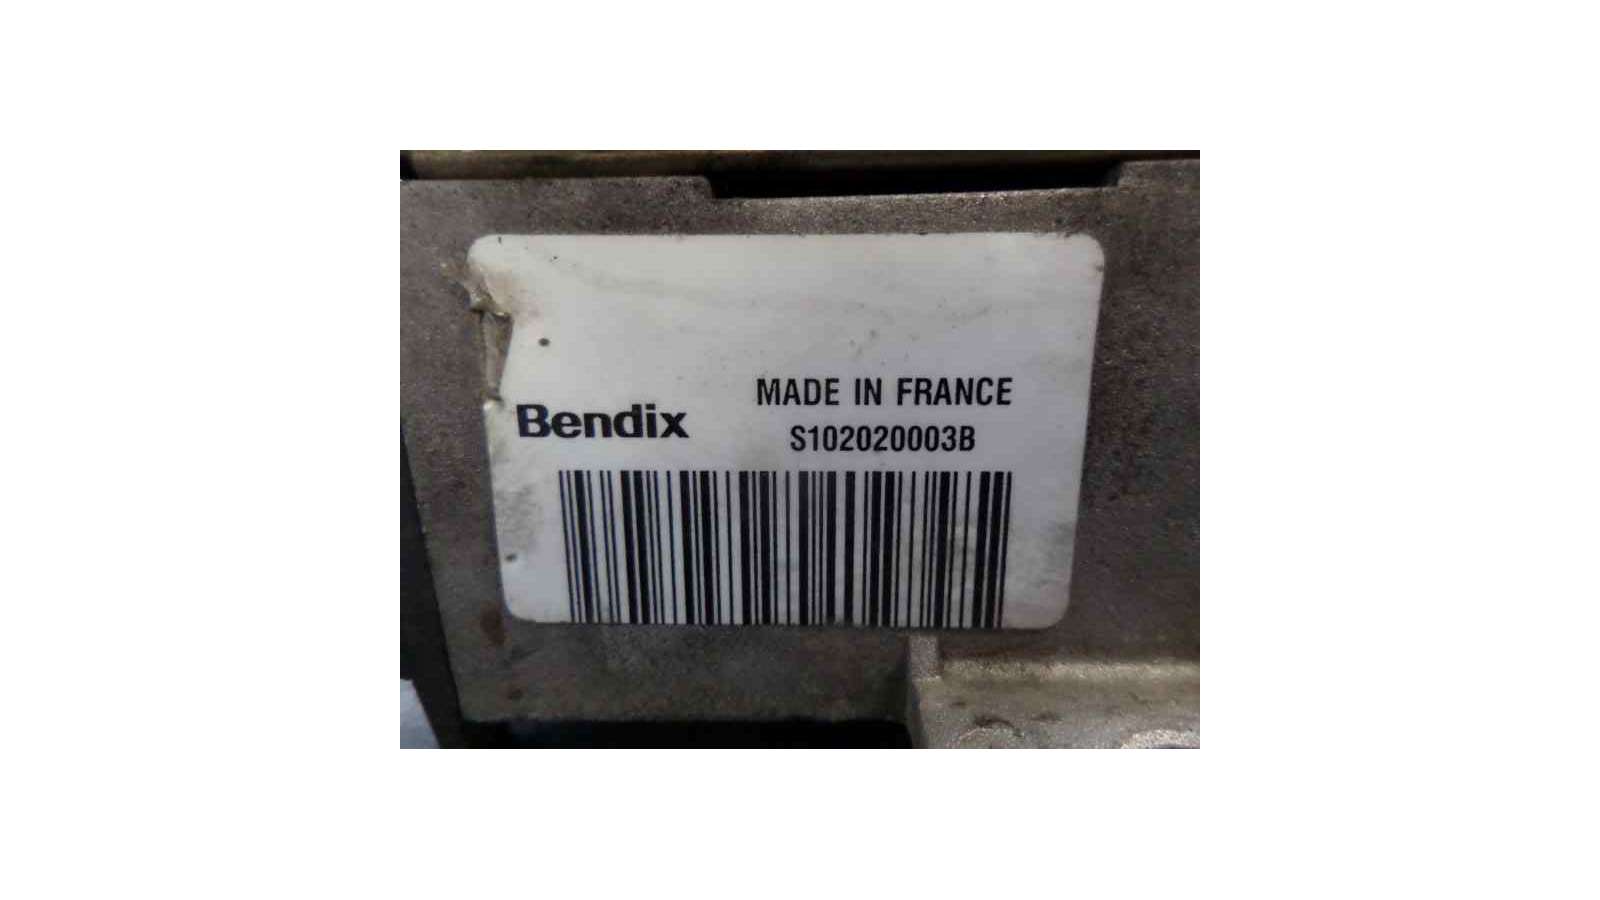 Bendix
MADE IN FRANCE
S102020003B